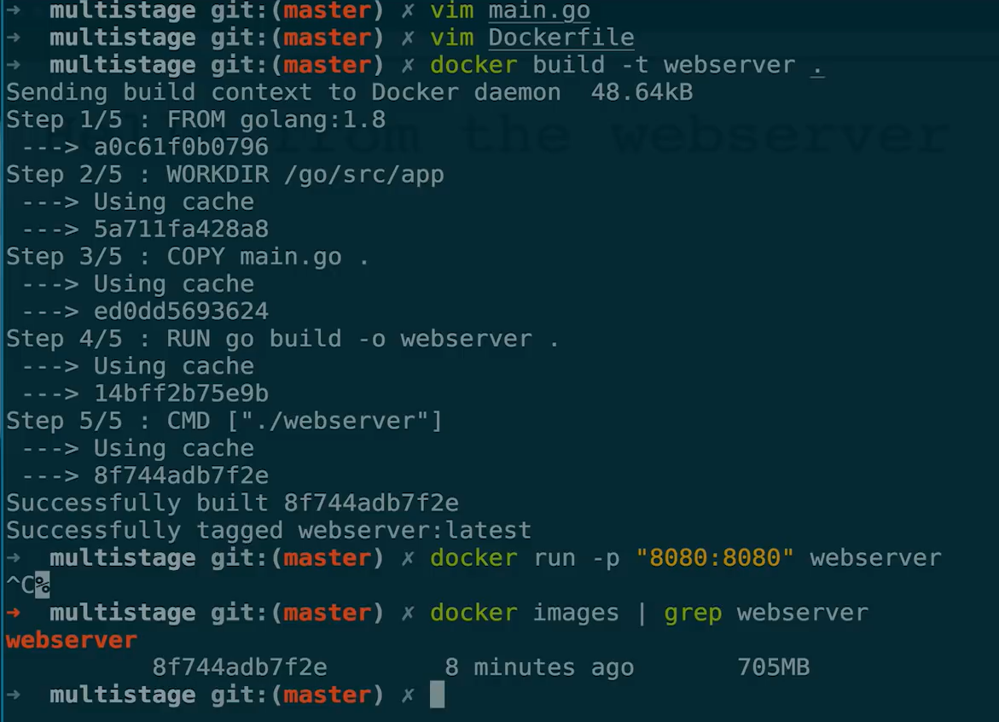 → multistage git:(master) ✗ vim main.go
→ multistage git:(master) ✗ vim Dockerfile
→ multistage git:(master) ✗ docker build -t webserver .
Sending build context to Docker daemon 48.64kB
Step 1/5 : FROM golang:1.8
---> a0c61f0b0796
from the webserver
Step 2/5 : WORKDIR /go/src/app
---> Using cache
---> 5a711fa428a8
Step 3/5 : COPY main.go .
---> Using cache
---> ed0dd5693624
Step 4/5 : RUN go build -o webserver .
---> Using cache
---> 14bff2b75e9b
Step 5/5 : CMD ["./webserver"]
---> Using cache
---> 8f744adb7f2e
Successfully built 8f744adb7f2e
Successfully tagged webserver:latest
→ multistage git:(master) ✗ docker run -p "8080:8080" webserver
^C%
→ multistage git:(master) ✗ docker images | grep webserver
webserver
8f744adb7f2e 8 minutes ago 705MB
→ multistage git:(master) ✗